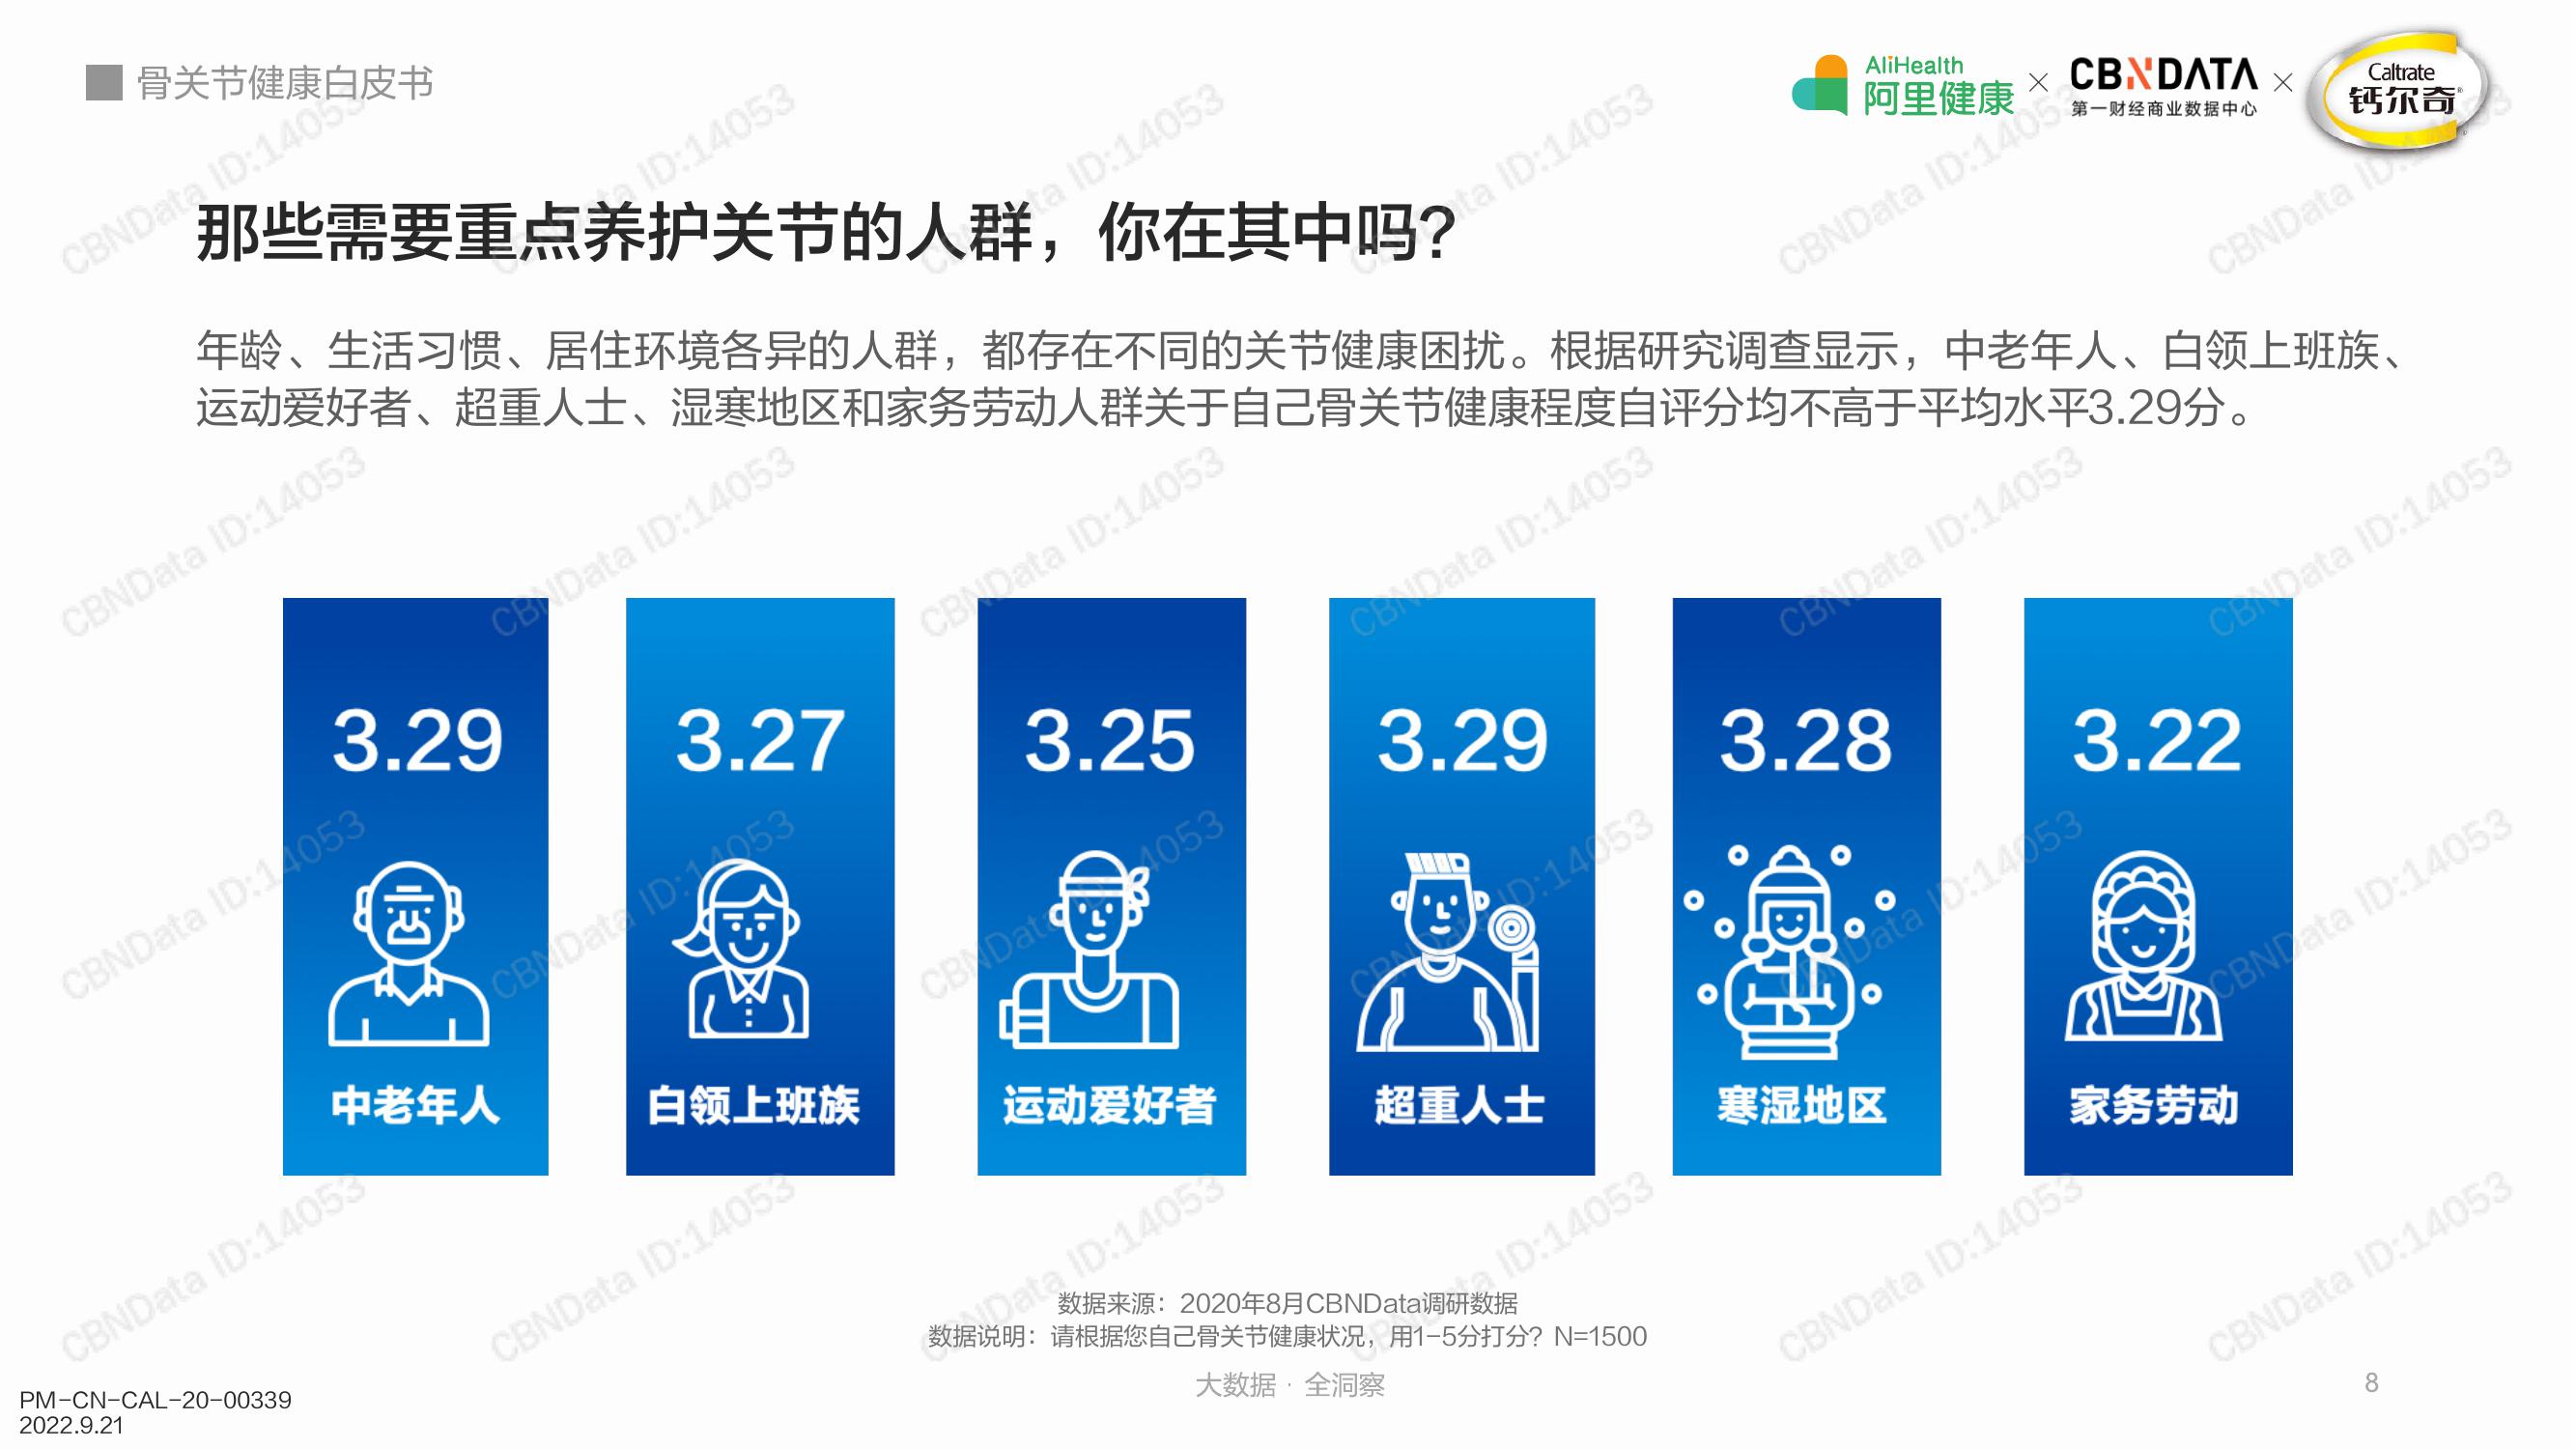 骨关节健康白皮书
AliHealth
阿里健康
×
CBNDATA
第一财经商业数据中心
×
Caltrate
钙尔奇®
那些需要重点养护关节的人群，你在其中吗？
年龄、生活习惯、居住环境各异的人群，都存在不同的关节健康困扰。根据研究调查显示，中老年人、白领上班族、
运动爱好者、超重人士、湿寒地区和家务劳动人群关于自己骨关节健康程度自评分均不高于平均水平3.29分。
3.29
中老年人
3.27
白领上班族
3.25
运动爱好者
3.29
超重人士
3.28
寒湿地区
3.22
家务劳动
数据来源：2020年8月CBNData调研数据
数据说明：请根据您自己骨关节健康状况，用1-5分打分？N=1500
大数据 · 全洞察
8
PM-CN-CAL-20-00339
2022.9.21
CBNData ID:14053